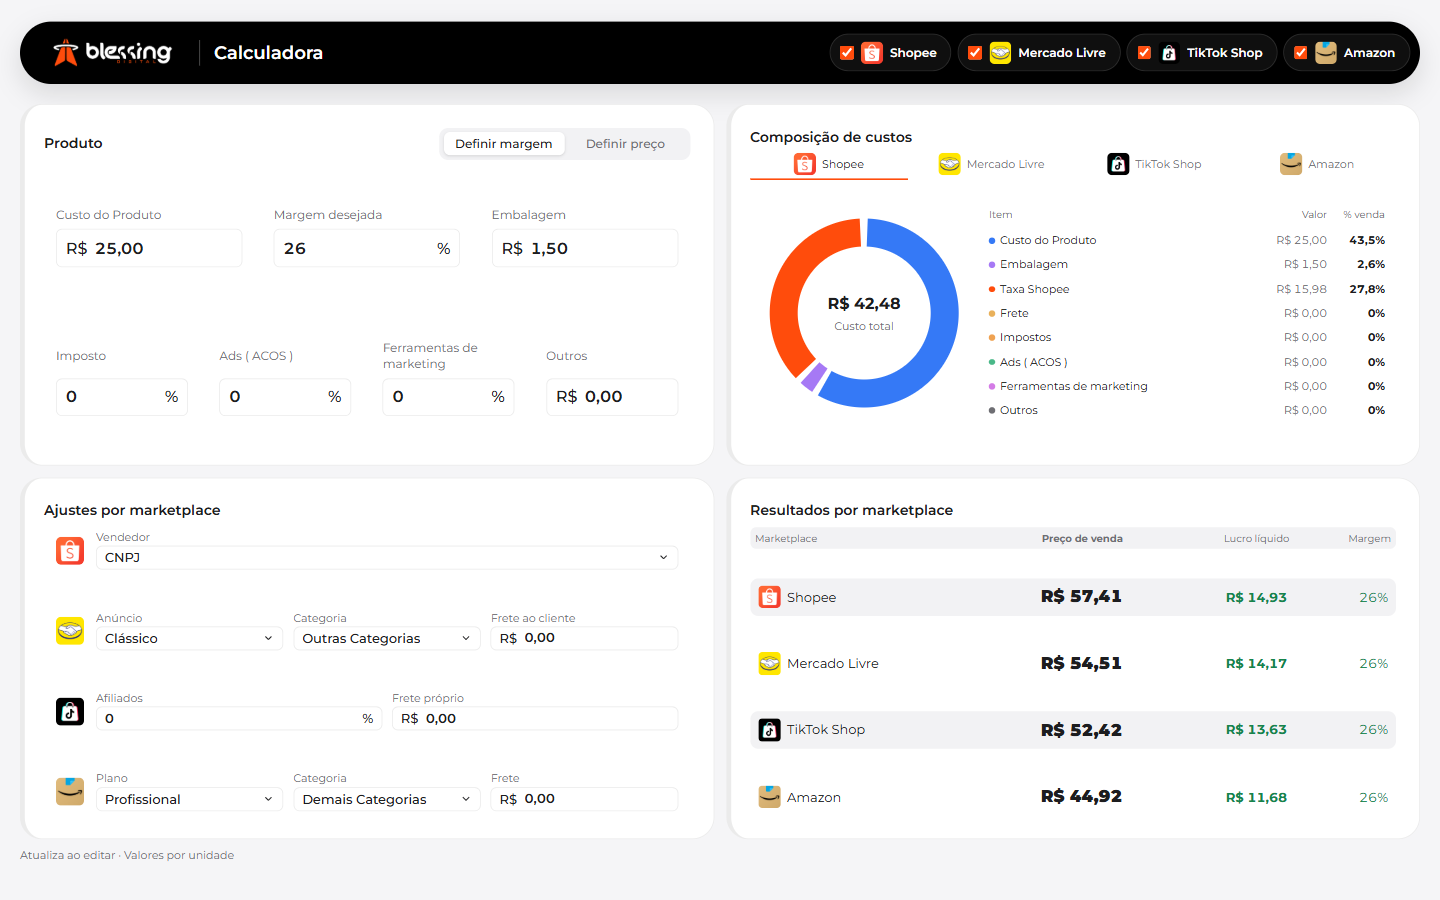 blessing
DIGITAL
Calculadora
Shopee
Mercado Livre
TikTok Shop
Amazon
Produto
Definir margem
Definir preço
Custo do Produto
Margem desejada
Embalagem
R$ 25,00
26 %
R$ 1,50
Imposto
Ads ( ACOS )
Ferramentas de
marketing
Outros
0 %
0 %
0 %
R$ 0,00
Composição de custos
Shopee
Mercado Livre
TikTok Shop
Amazon
R$ 42,48
Custo total
Item Valor % venda
Custo do Produto R$ 25,00 43,5%
Embalagem R$ 1,50 2,6%
Taxa Shopee R$ 15,98 27,8%
Frete R$ 0,00 0%
Impostos R$ 0,00 0%
Ads ( ACOS ) R$ 0,00 0%
Ferramentas de marketing R$ 0,00 0%
Outros R$ 0,00 0%
Ajustes por marketplace
Vendedor
CNPJ
Anúncio
Categoria
Frete ao cliente
Clássico
Outras Categorias
R$ 0,00
Afiliados
Frete próprio
0 %
R$ 0,00
Plano
Categoria
Frete
Profissional
Demais Categorias
R$ 0,00
Resultados por marketplace
Marketplace Preço de venda Lucro líquido Margem
Shopee R$ 57,41 R$ 14,93 26%
Mercado Livre R$ 54,51 R$ 14,17 26%
TikTok Shop R$ 52,42 R$ 13,63 26%
Amazon R$ 44,92 R$ 11,68 26%
Atualiza ao editar · Valores por unidade